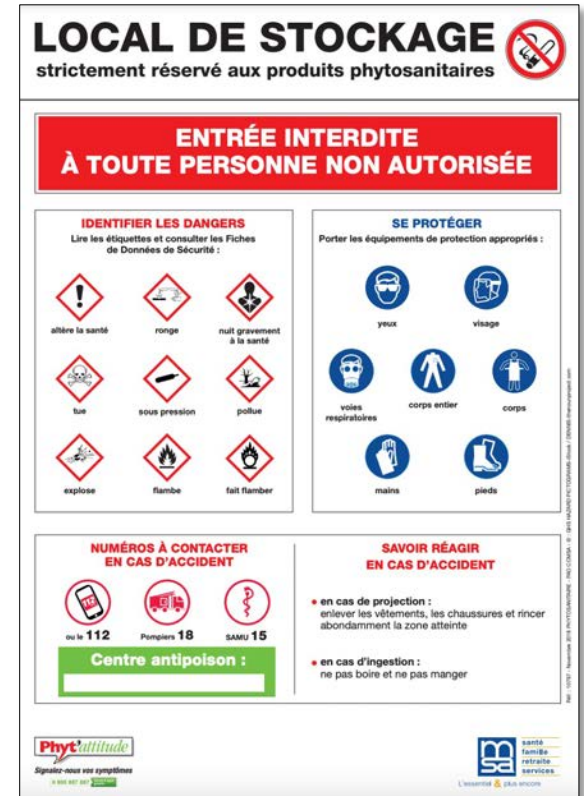 LOCAL DE STOCKAGE
strictement réservé aux produits phytosanitaires
ENTRÉE INTERDITE
À TOUTE PERSONNE NON AUTORISÉE
IDENTIFIER LES DANGERS
Lire les étiquettes et consulter les Fiches
de Données de Sécurité :
altère la santé
ronge
nuit gravement
à la santé
tue
sous pression
pollue
explose
flambe
fait flamber
SE PROTÉGER
Porter les équipements de protection appropriés :
yeux
visage
voies
respiratoires
corps entier
corps
mains
pieds
NUMÉROS À CONTACTER
EN CAS D'ACCIDENT
112
ou le 112
Pompiers 18
SAMU 15
Centre antipoison :
SAVOIR RÉAGIR
EN CAS D'ACCIDENT
• en cas de projection :
enlever les vêtements, les chaussures et rincer
abondamment la zone atteinte
• en cas d'ingestion :
ne pas boire et ne pas manger
Phyt'attitude
Signalez-nous vos symptômes
msa
santé
famille
retraite
services
L'essentiel & plus encore